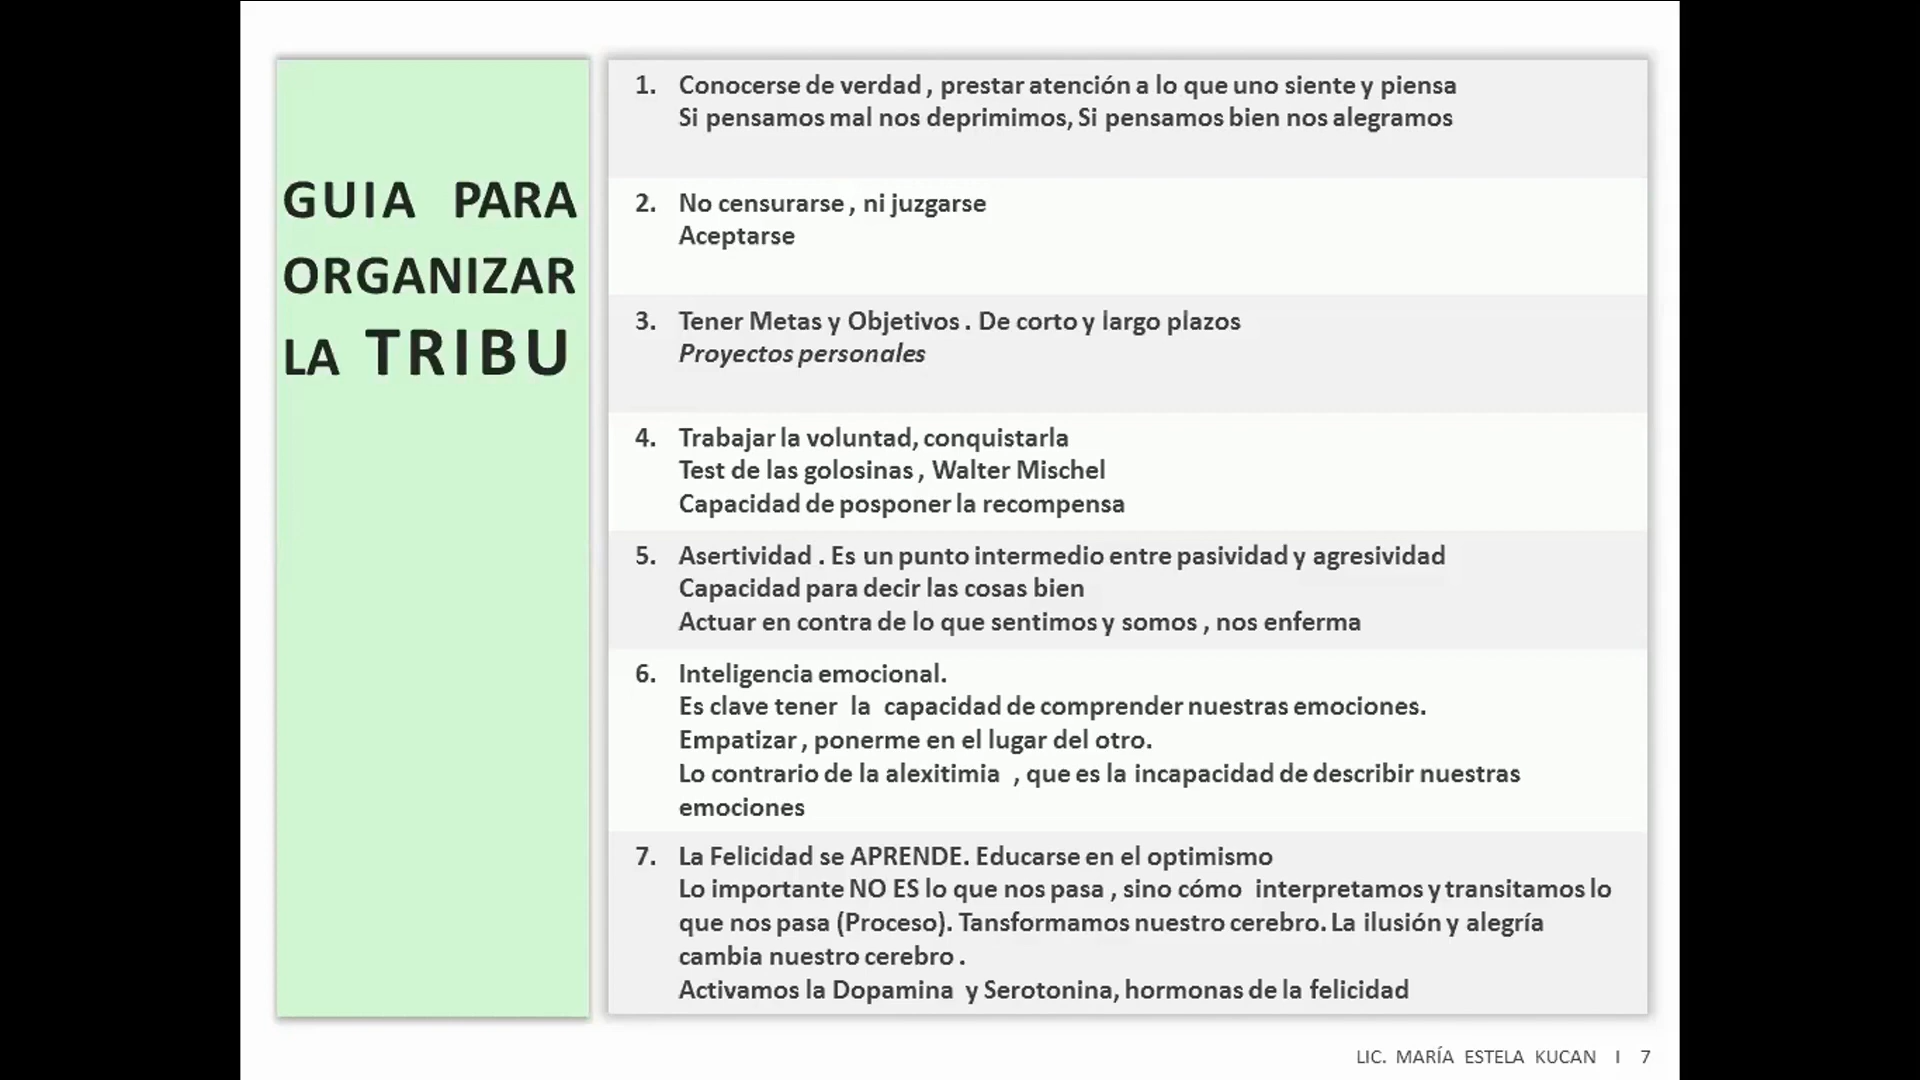 GUIA PARA
ORGANIZAR
LA TRIBU
1. Conocerse de verdad , prestar atención a lo que uno siente y piensa
Si pensamos mal nos deprimimos, Si pensamos bien nos alegramos
2. No censurarse , ni juzgarse
Aceptarse
3. Tener Metas y Objetivos . De corto y largo plazos
Proyectos personales
4. Trabajar la voluntad, conquistarla
Test de las golosinas , Walter Mischel
Capacidad de posponer la recompensa
5. Asertividad . Es un punto intermedio entre pasividad y agresividad
Capacidad para decir las cosas bien
Actuar en contra de lo que sentimos y somos , nos enferma
6. Inteligencia emocional.
Es clave tener la capacidad de comprender nuestras emociones.
Empatizar , ponerme en el lugar del otro.
Lo contrario de la alexitimia , que es la incapacidad de describir nuestras
emociones
7. La Felicidad se APRENDE. Educarse en el optimismo
Lo importante NO ES lo que nos pasa , sino cómo interpretamos y transitamos lo
que nos pasa (Proceso). Tansformamos nuestro cerebro. La ilusión y alegría
cambia nuestro cerebro .
Activamos la Dopamina y Serotonina, hormonas de la felicidad
LIC. MARÍA ESTELA KUCAN I 7